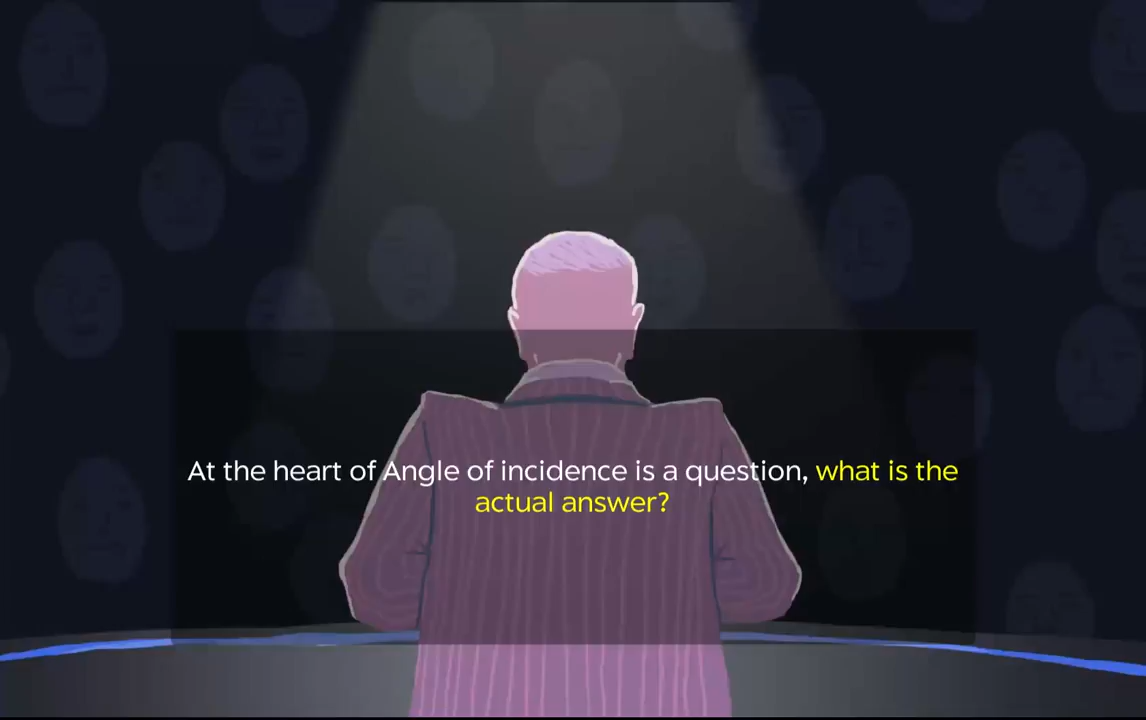 At the heart of Angle of incidence is a question, what is the
actual answer?